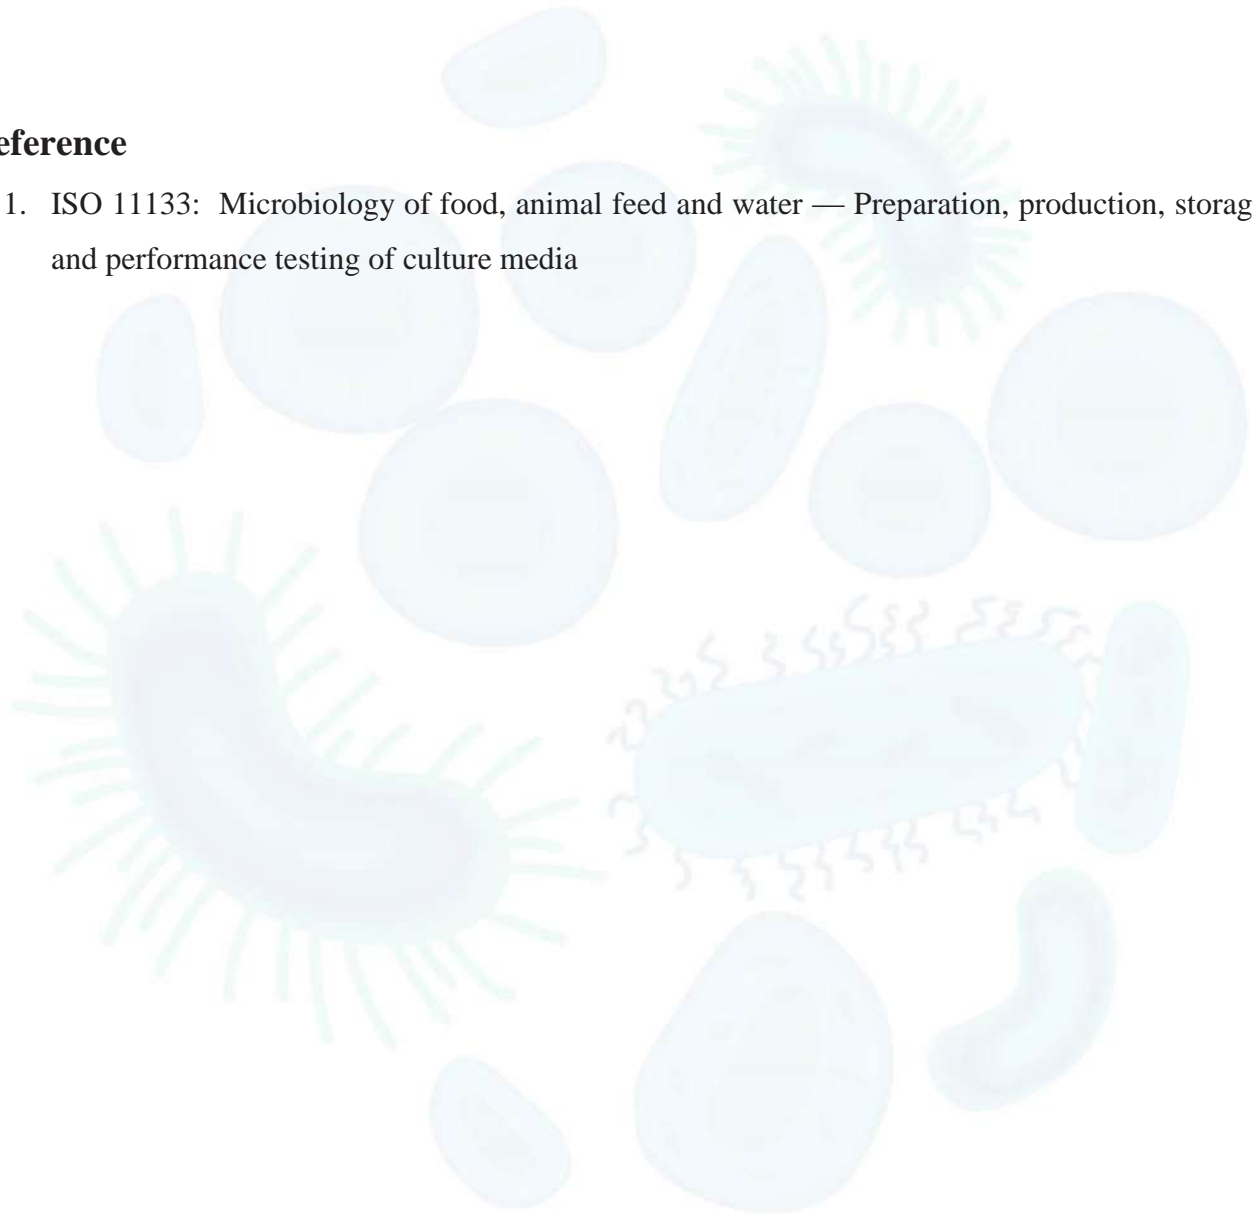 eference
1. ISO 11133: Microbiology of food, animal feed and water — Preparation, production, storag
and performance testing of culture media